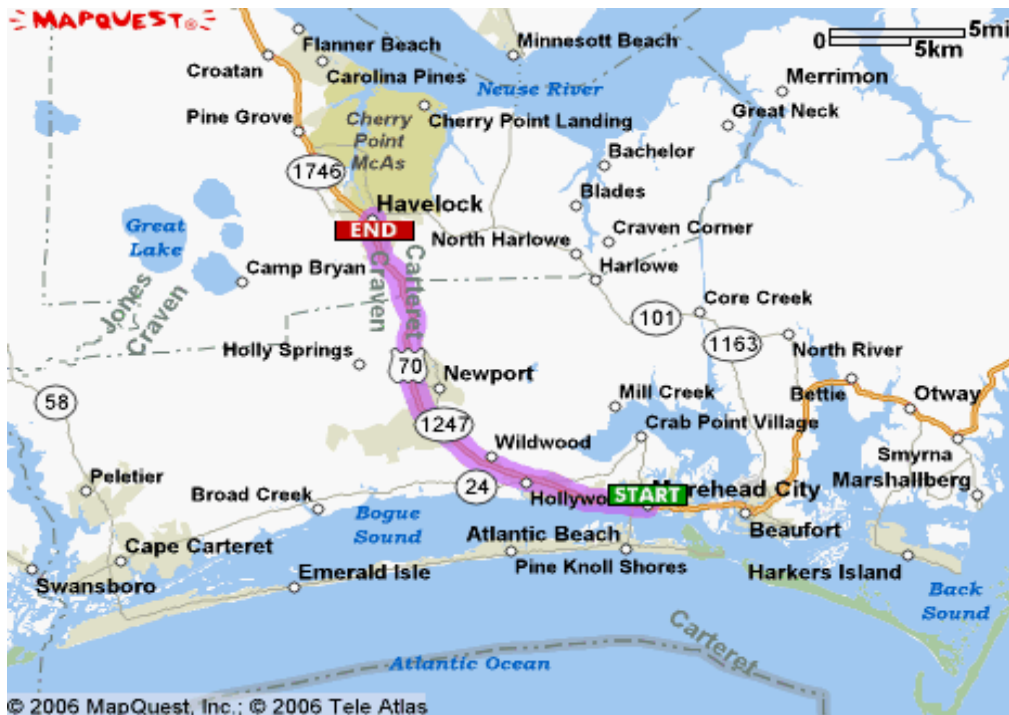 MAPQUEST
0 5mi
5km
Flanner Beach
Minnesott Beach
Croatan
Carolina Pines
Merrimon
Neuse River
Pine Grove
Cherry Point Landing
Great Neck
Cherry
Point
McAs
Bachelor
1746
Havelock
Blades
END
Great
Lake
North Harlowe
Craven Corner
Camp Bryan
Craven
Carteret
Harlowe
Jones
Craven
Core Creek
101
1163
Holly Springs
70
North River
Newport
58
Mill Creek
Bettie
Otway
1247
Crab Point Village
Wildwood
Smyrna
Peletier
24
Marshallberg
Broad Creek
START
City
Bogue
Sound
Beaufort
Atlantic Beach
Cape Carteret
Pine Knoll Shores
Harkers Island
Swansboro
Emerald Isle
Back
Sound
Carteret
Atlantic Ocean
© 2006 MapQuest, Inc.; © 2006 Tele Atlas